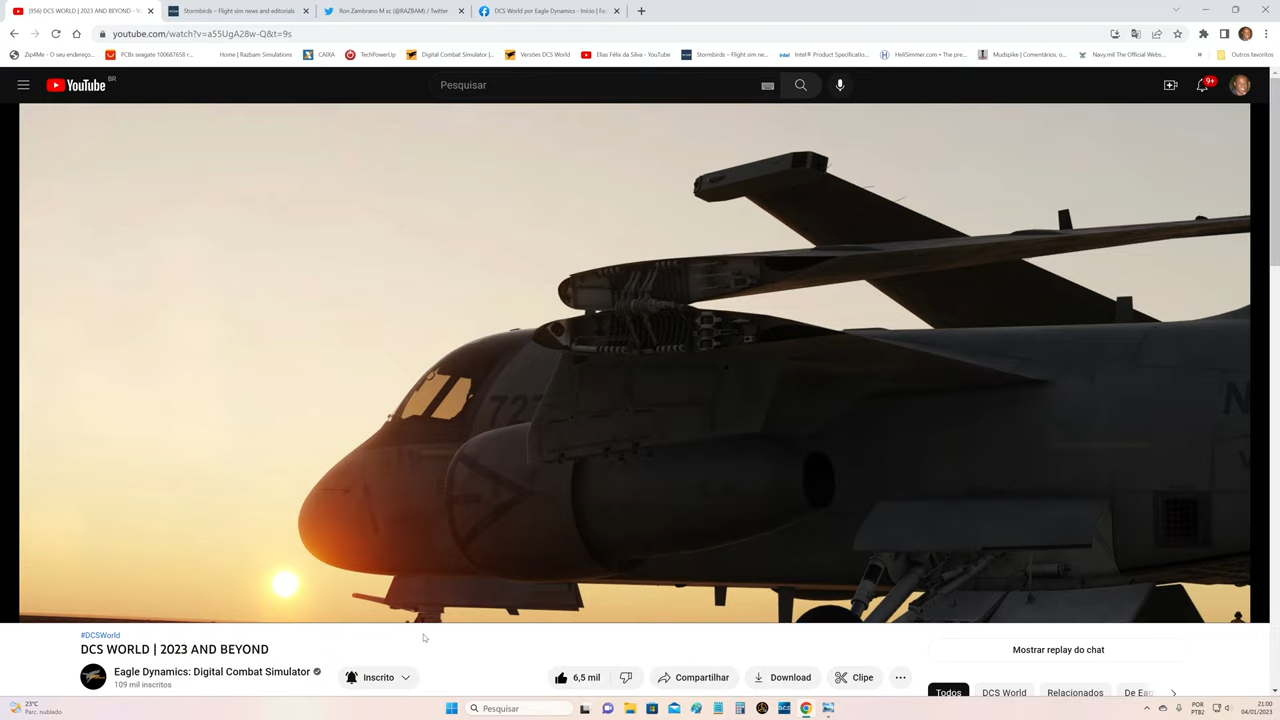 (956) DCS WORLD | 2023 AND BEYOND - Y
Stormbirds – Flight sim news and editorials
Ron Zambrano M sc (@RAZBAM) / Twitter
DCS World por Eagle Dynamics - Início | Fa
youtube.com/watch?v=a55UgA28w-Q&t=9s
Zip4Me - O seu endereço...
PCBs seagate 100687658 r...
Home | Razbam Simulations
CAIXA
TechPowerUp
Digital Combat Simulator |...
Versões DCS World
Elias Félix da Silva - YouTube
Stormbirds – Flight sim ne...
Intel® Product Specificatio...
HeliSimmer.com • The pre...
Mudspike | Comentários, o...
Navy.mil The Official Webs...
»
Outros favoritos
YouTube BR
Pesquisar
9+
727
N
#DCSWorld
DCS WORLD | 2023 AND BEYOND
Eagle Dynamics: Digital Combat Simulator
109 mil inscritos
Inscrito
6,5 mil
Compartilhar
Download
Clipe
Mostrar replay do chat
Todos
DCS World
Relacionados
De Eag
23°C
Parc. nublado
Pesquisar
POR
PTB2
21:00
04/01/2023